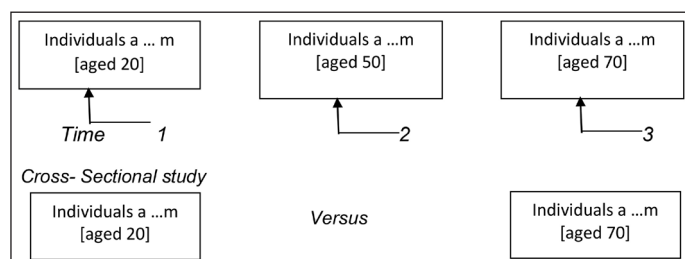 Individuals a ... m Individuals a ...m Individuals a ... m
[aged 20] [aged 50] [aged 70]
Time 1 2 3
Cross- Sectional study
Individuals a ...m Versus Individuals a ...m
[aged 20] [aged 70]